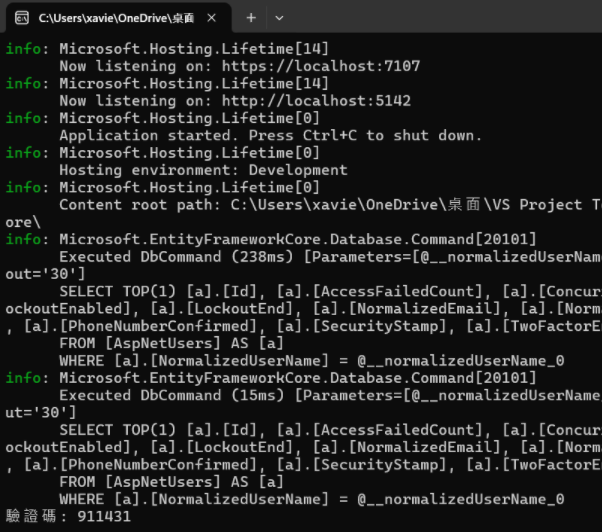 C:\Users\xavie\OneDrive\桌面
info: Microsoft.Hosting.Lifetime[14]
Now listening on: https://localhost:7107
info: Microsoft.Hosting.Lifetime[14]
Now listening on: http://localhost:5142
info: Microsoft.Hosting.Lifetime[0]
Application started. Press Ctrl+C to shut down.
info: Microsoft.Hosting.Lifetime[0]
Hosting environment: Development
info: Microsoft.Hosting.Lifetime[0]
Content root path: C:\Users\xavie\OneDrive\桌面\VS Project T
ore\
info: Microsoft.EntityFrameworkCore.Database.Command[20101]
Executed DbCommand (238ms) [Parameters=[@__normalizedUserNam
out='30']
SELECT TOP(1) [a].[Id], [a].[AccessFailedCount], [a].[Concur
ockoutEnabled], [a].[LockoutEnd], [a].[NormalizedEmail], [a].[Nor
, [a].[PhoneNumberConfirmed], [a].[SecurityStamp], [a].[TwoFactorE
FROM [AspNetUsers] AS [a]
WHERE [a].[NormalizedUserName] = @__normalizedUserName_0
info: Microsoft.EntityFrameworkCore.Database.Command[20101]
Executed DbCommand (15ms) [Parameters=[@__normalizedUserName
ut='30']
SELECT TOP(1) [a].[Id], [a].[AccessFailedCount], [a].[Concur
ockoutEnabled], [a].[LockoutEnd], [a].[NormalizedEmail], [a].[Nor
, [a].[PhoneNumberConfirmed], [a].[SecurityStamp], [a].[TwoFactorE
FROM [AspNetUsers] AS [a]
WHERE [a].[NormalizedUserName] = @__normalizedUserName_0
驗證碼: 911431